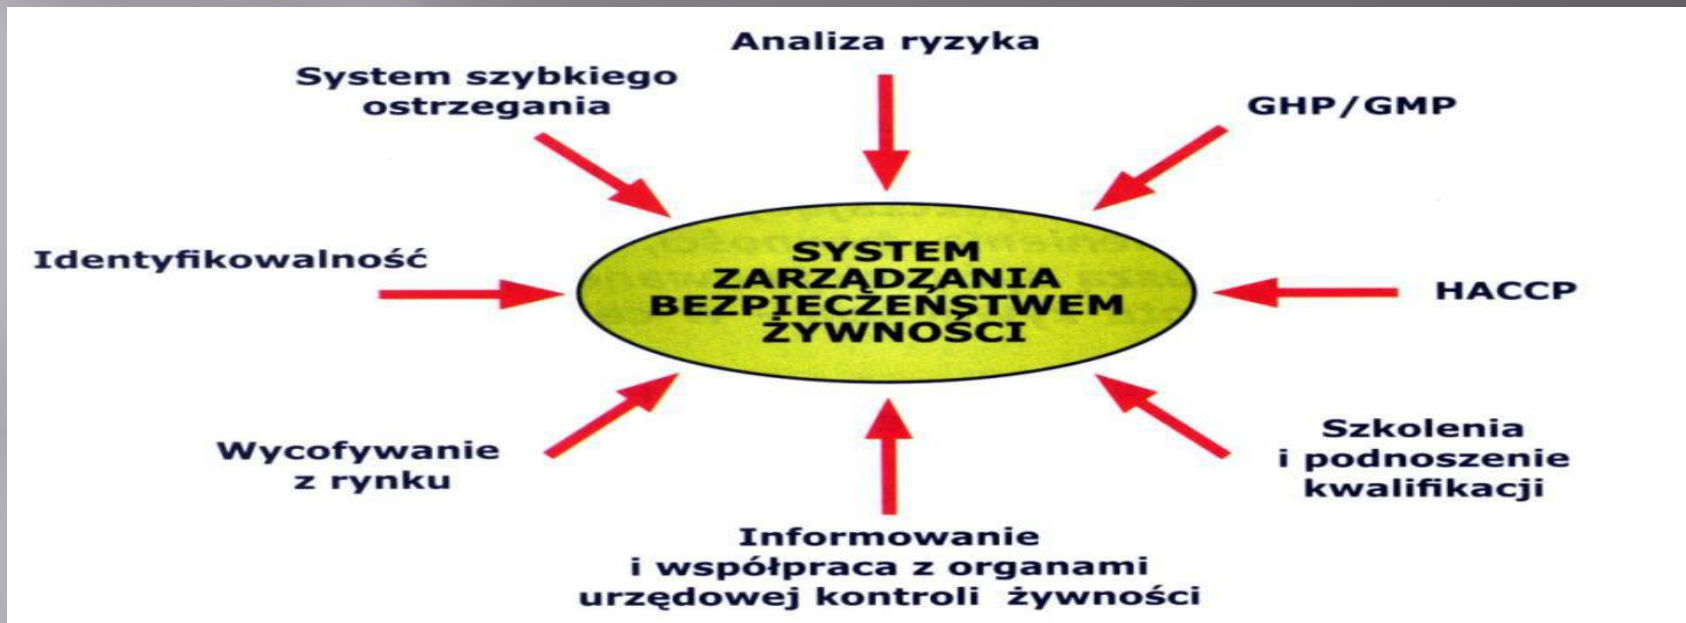 Analiza ryzyka
System szybkiego
ostrzegania
GHP/GMP
Identyfikowalność
SYSTEM
ZARZĄDZANIA
BEZPIECZEŃSTWEM
ŻYWNOŚCI
HACCP
Wycofywanie
z rynku
Szkolenia
i podnoszenie
kwalifikacji
Informowanie
i współpraca z organami
urzędowej kontroli żywności